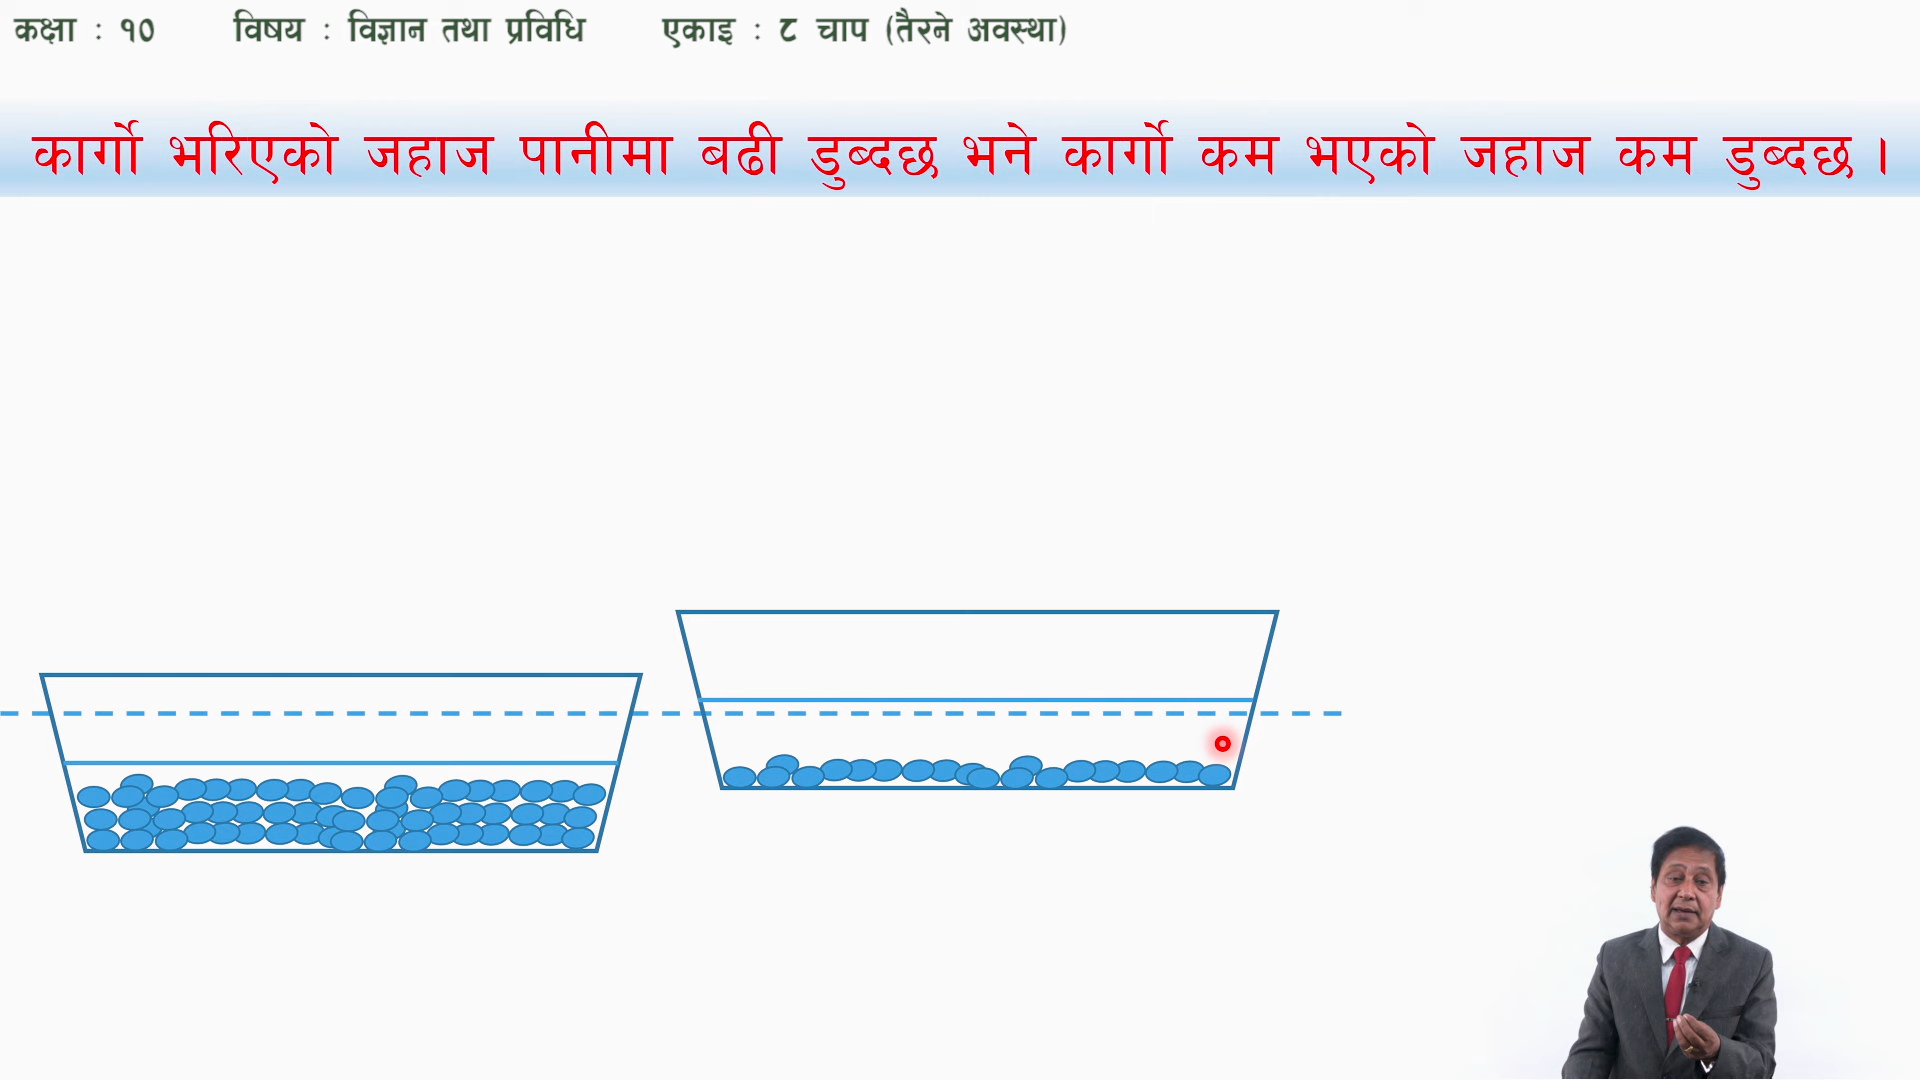 कक्षा : १० विषय : विज्ञान तथा प्रविधि एकाइ : ८ चाप (तैरने अवस्था)
कार्गो भरिएको जहाज पानीमा बढी डुब्दछ भने कार्गो कम भएको जहाज कम डुब्दछ ।